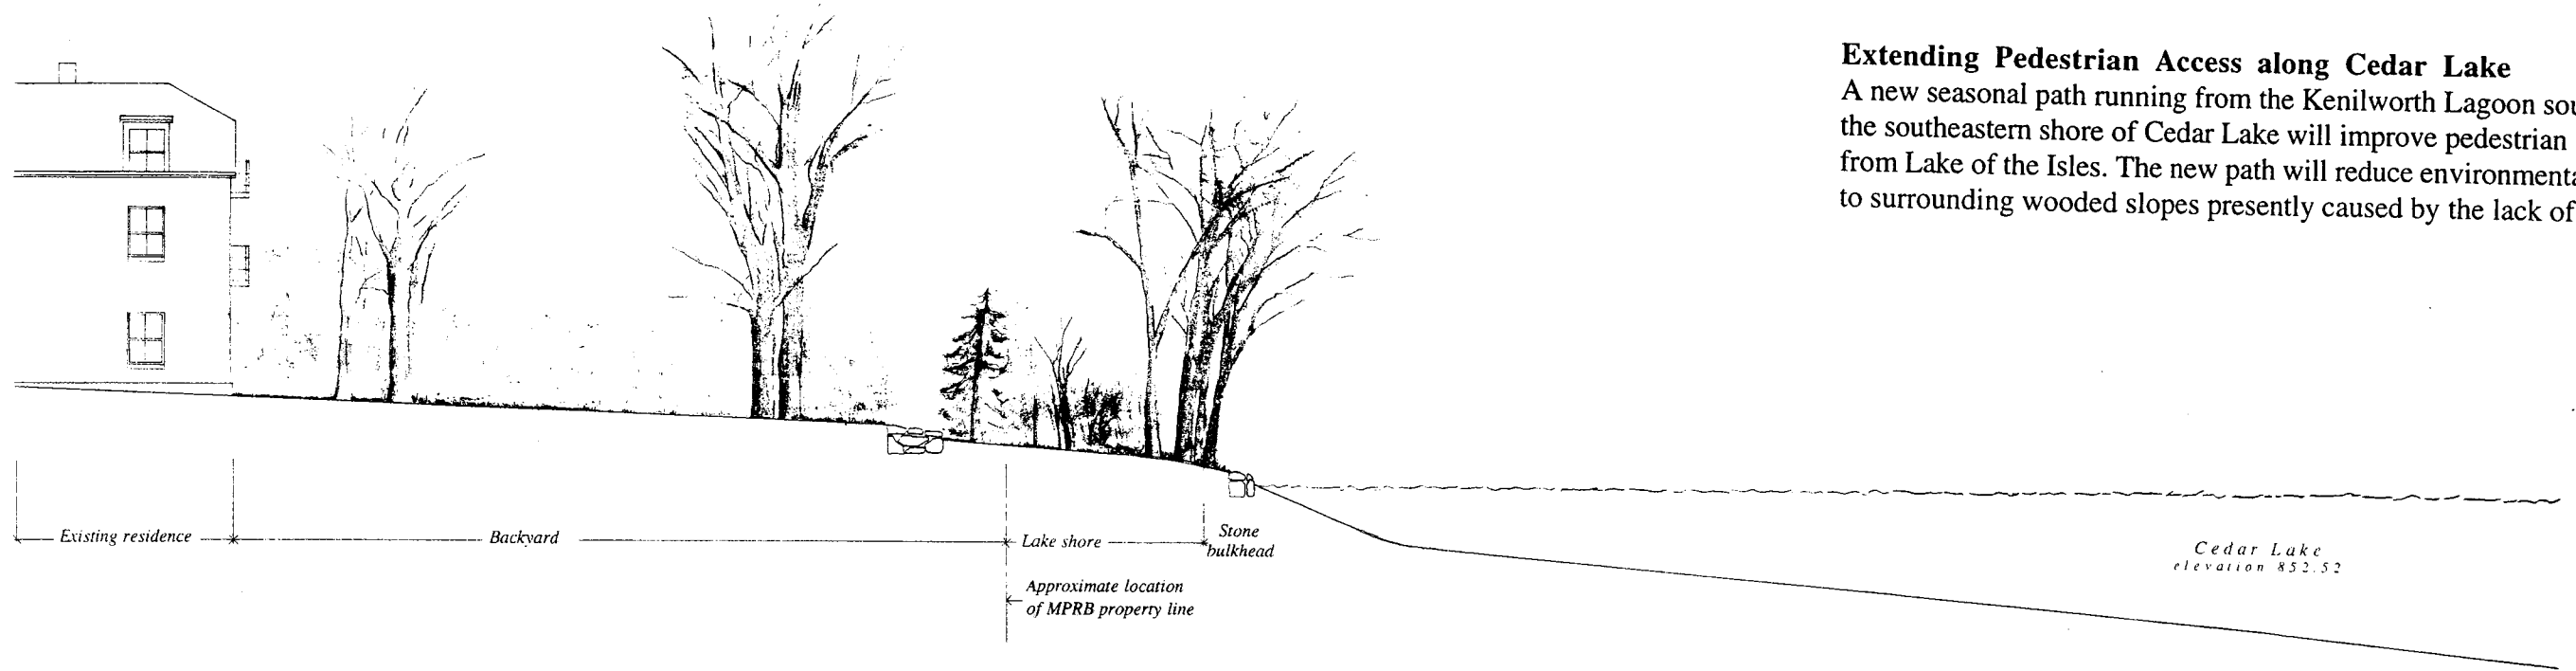 Extending Pedestrian Access along Cedar Lake
A new seasonal path running from the Kenilworth Lagoon sou
the southeastern shore of Cedar Lake will improve pedestrian
from Lake of the Isles. The new path will reduce environmenta
to surrounding wooded slopes presently caused by the lack of
Existing residence
Backyard
Lake shore
Stone
bulkhead
Approximate location
of MPRB property line
Cedar Lake
elevation 852.52